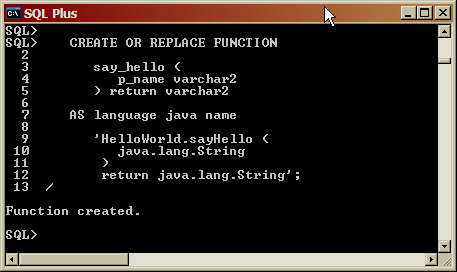 SQL Plus
SQL>
SQL>    CREATE OR REPLACE FUNCTION
  2
  3        say_hello (
  4           p_name varchar2
  5        ) return varchar2
  6
  7     AS language java name
  8
  9        'HelloWorld.sayHello (
 10           java.lang.String
 11         )
 12         return java.lang.String';
 13  /
Function created.
SQL>